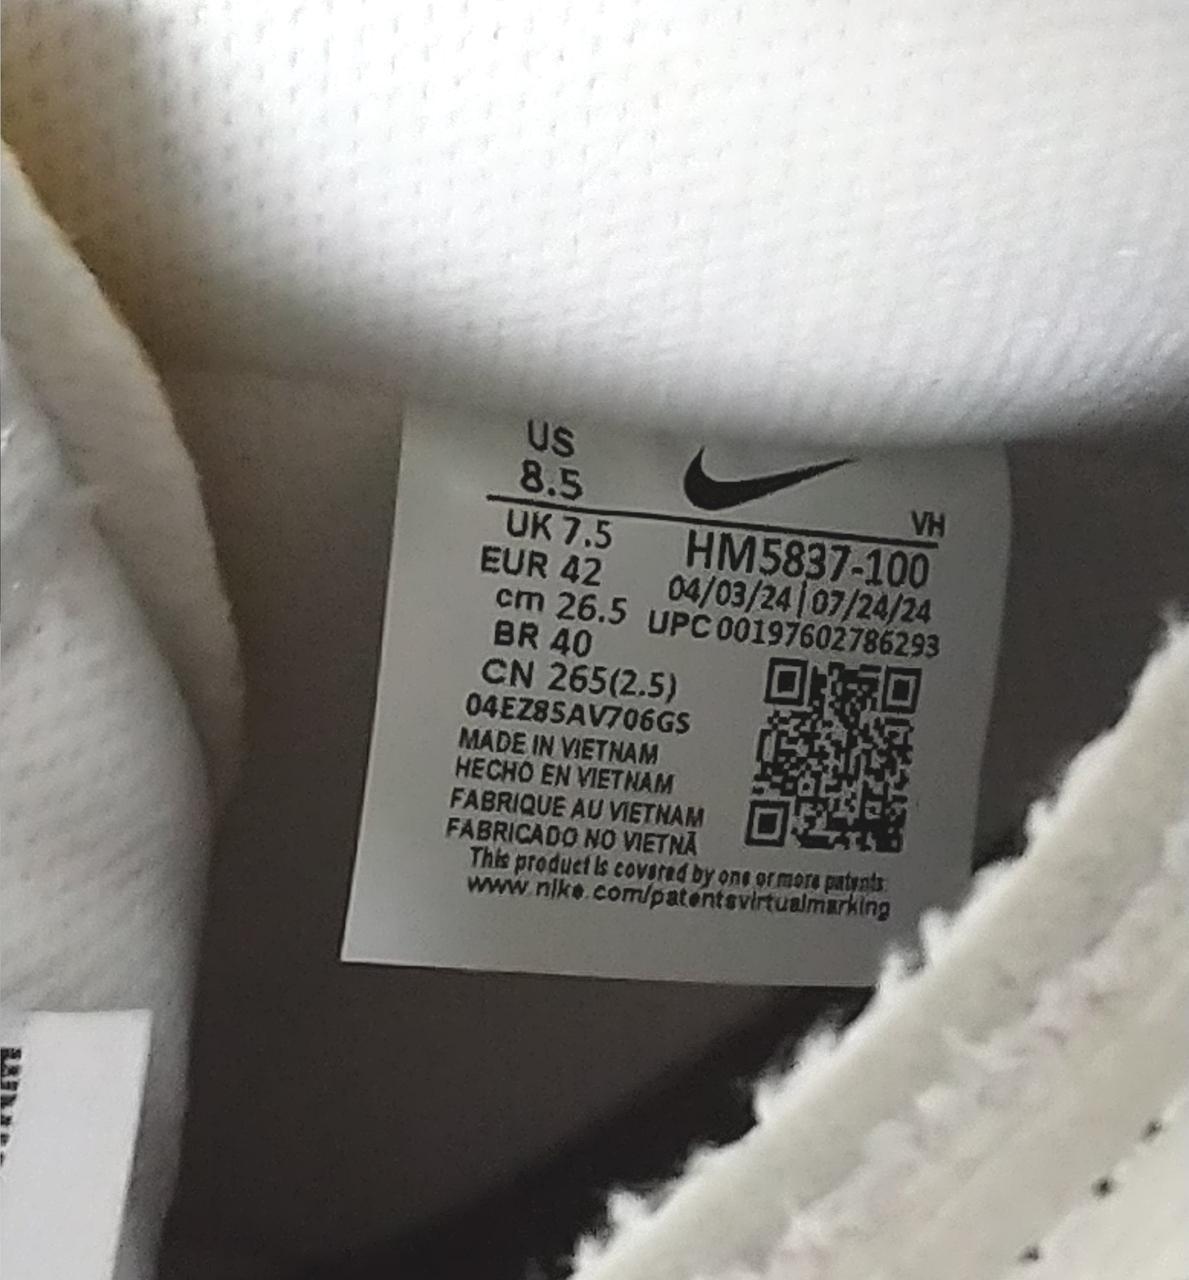 US
8.5
VH
UK 7.5
HM5837-100
EUR 42
04/03/24|07/24/24
cm 26.5
UPC 00197602786293
BR 40
CN 265(2.5)
04EZ85AV706GS
MADE IN VIETNAM
HECHO EN VIETNAM
FABRIQUE AU VIETNAM
FABRICADO NO VIETNÃ
This product is covered by one or more patents:
www.nike.com/patentsvirtualmarking